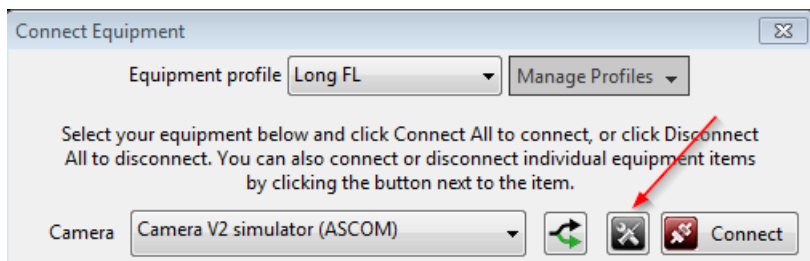 Connect Equipment
Equipment profile Long FL Manage Profiles
Select your equipment below and click Connect All to connect, or click Disconnect
All to disconnect. You can also connect or disconnect individual equipment items
by clicking the button next to the item.
Camera Camera V2 simulator (ASCOM) Connect